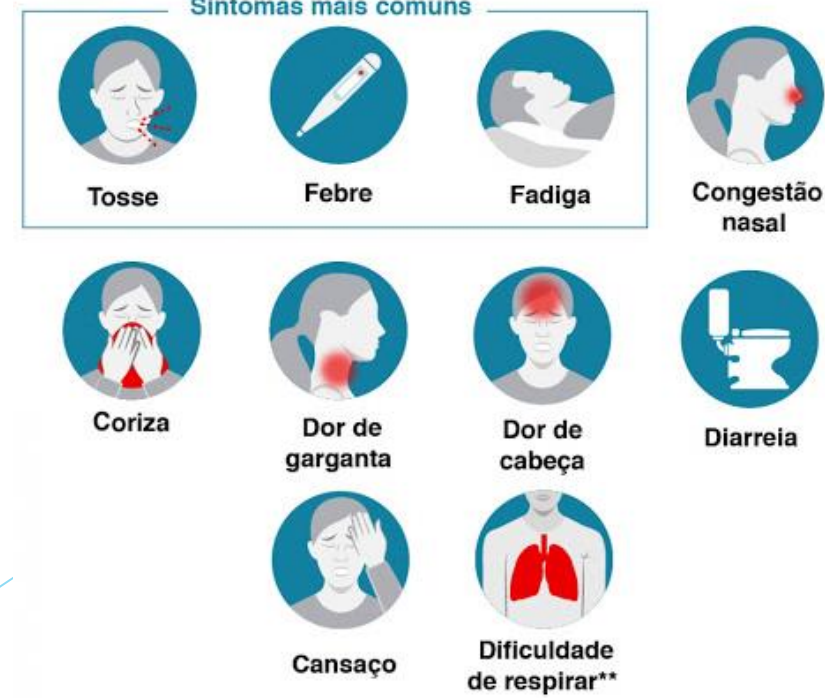 Sintomas mais comuns
Tosse
Febre
Fadiga
Congestão
nasal
Coriza
Dor de
garganta
Dor de
cabeça
Diarreia
Cansaço
Dificuldade
de respirar**